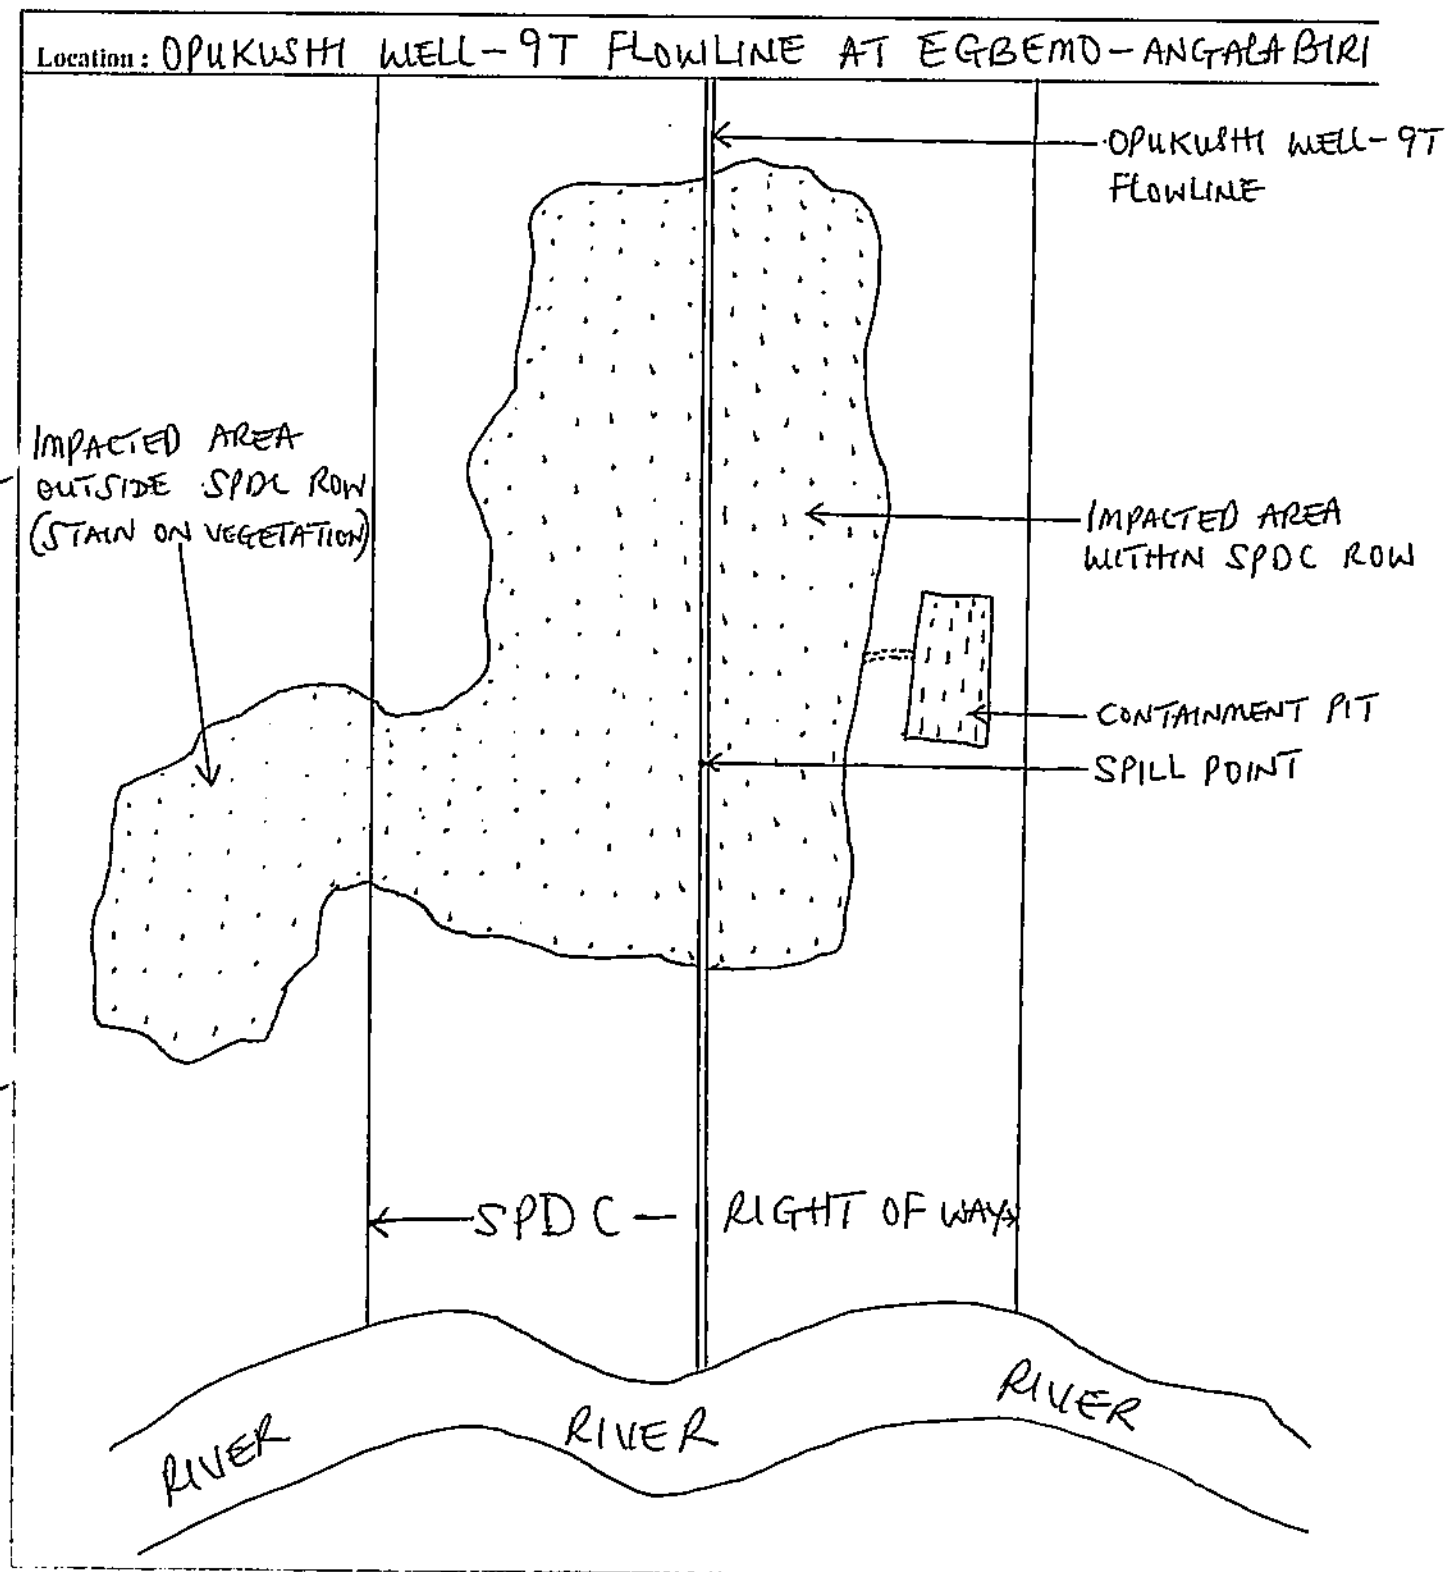 Location : OPUKUSHI WELL-9T FLOWLINE AT EGBEMO-ANGALABIRI
OPUKUSHI WELL-9T
FLOWLINE
IMPACTED AREA
OUTSIDE SPDC ROW
(STAIN ON VEGETATION)
IMPACTED AREA
WITHIN SPDC ROW
CONTAINMENT PIT
SPILL POINT
SPDC - RIGHT OF WAY
RIVER
RIVER
RIVER